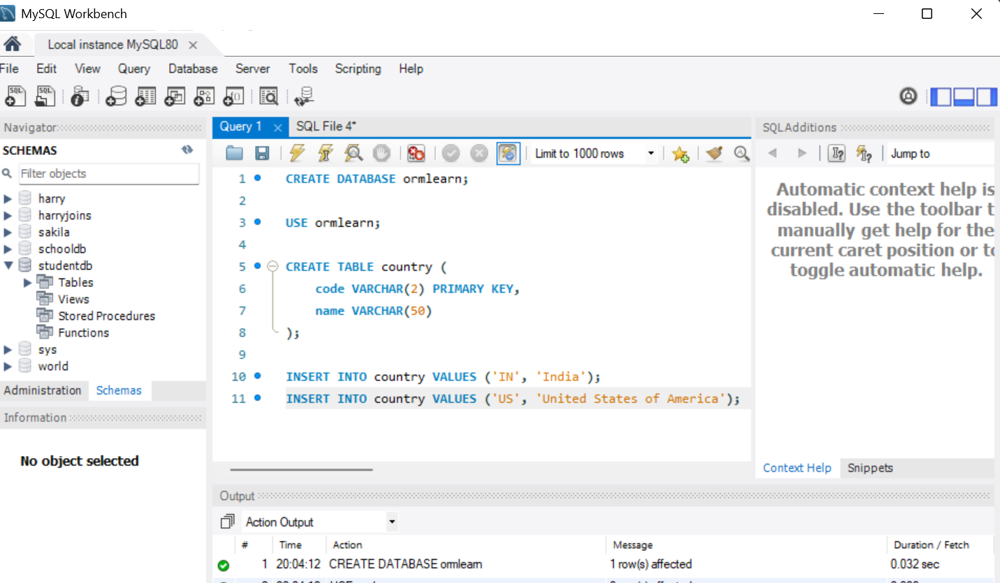 MySQL Workbench
Local instance MySQL80
File Edit View Query Database Server Tools Scripting Help
Navigator
SCHEMAS
Filter objects
harry
harryjoins
sakila
schooldb
studentdb
Tables
Views
Stored Procedures
Functions
sys
world
Administration Schemas
Information
No object selected
Query 1 SQL File 4*
Limit to 1000 rows
1 CREATE DATABASE ormlearn;
2
3 USE ormlearn;
4
5 CREATE TABLE country (
6 code VARCHAR(2) PRIMARY KEY,
7 name VARCHAR(50)
8 );
9
10 INSERT INTO country VALUES ('IN', 'India');
11 INSERT INTO country VALUES ('US', 'United States of America');
SQLAdditions
Jump to
Automatic context help is
disabled. Use the toolbar t
manually get help for the
current caret position or to
toggle automatic help.
Context Help Snippets
Output
Action Output
# Time Action Message Duration / Fetch
1 20:04:12 CREATE DATABASE ormlearn 1 row(s) affected 0.032 sec